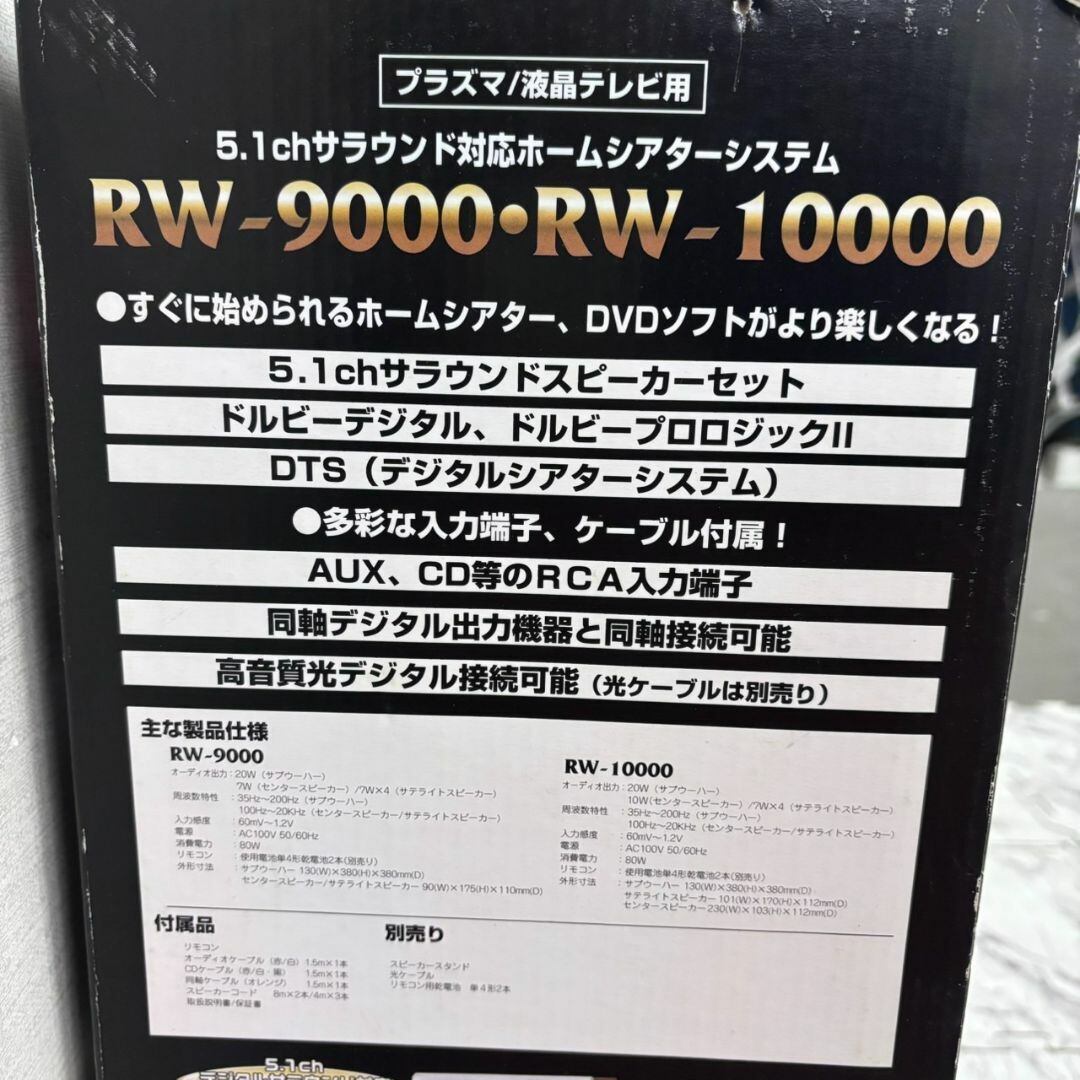 プラズマ/液晶テレビ用
5.1chサラウンド対応ホームシアターシステム
RW-9000・RW-10000
●すぐに始められるホームシアター、DVDソフトがより楽しくなる！
5.1chサラウンドスピーカーセット
ドルビーデジタル、ドルビープロロジックII
DTS（デジタルシアターシステム）
●多彩な入力端子、ケーブル付属！
AUX、CD等のRCA入力端子
同軸デジタル出力機器と同軸接続可能
高音質光デジタル接続可能（光ケーブルは別売り）
主な製品仕様
RW-9000
オーディオ出力：20W（サブウーハー）
7W（センタースピーカー）/7W×4（サテライトスピーカー）
周波数特性：35Hz～200Hz（サブウーハー）
100Hz～20KHz（センタースピーカー/サテライトスピーカー）
入力感度：60mV～1.2V
電源：AC100V 50/60Hz
消費電力：80W
リモコン：使用電池単4形乾電池2本(別売り)
外形寸法：サブウーハー 130(W)×380(H)×380mm(D)
センタースピーカー/サテライトスピーカー 90(W)×175(H)×110mm(D)
RW-10000
オーディオ出力：20W（サブウーハー）
10W(センタースピーカー）/7W×4（サテライトスピーカー）
周波数特性：35Hz～200Hz（サブウーハー）
100Hz～20KHz（センタースピーカー/サテライトスピーカー）
入力感度：60mV～1.2V
電源：AC100V 50/60Hz
消費電力：80W
リモコン：使用電池単4形乾電池2本(別売り)
外形寸法：サブウーハー 130(W)×380(H)×380mm(D)
サテライトスピーカー 101(W)×170(H)×112mm(D)
センタースピーカー230(W)×103(H)×112mm(D)
付属品
リモコン
オーディオケーブル（赤/白）1.5m×1本
CDケーブル（赤/白・黒）1.5m×1本
同軸ケーブル（オレンジ）1.5m×1本
スピーカーコード 8m×2本/4m×3本
取扱説明書/保証書
別売り
スピーカースタンド
光ケーブル
リモコン用乾電池 単4形2本
5.1ch